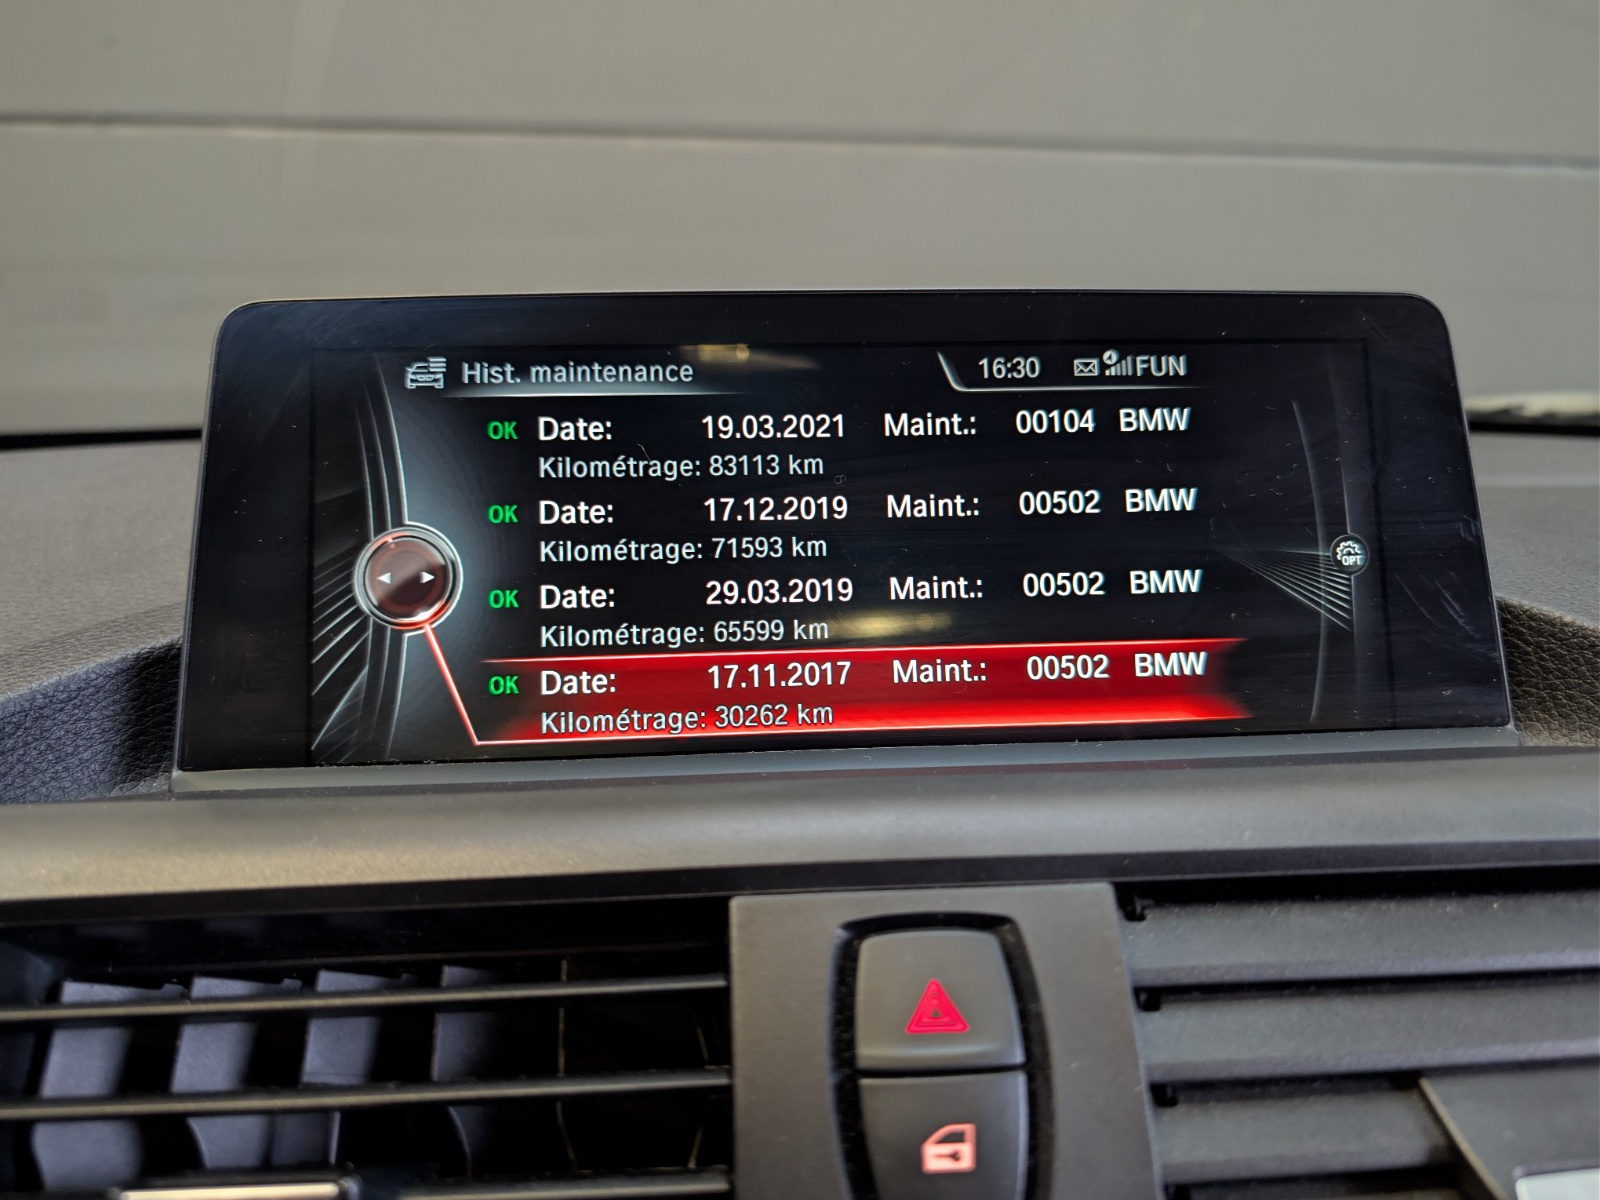 Hist. maintenance 16:30 FUN
OK Date: 19.03.2021 Maint.: 00104 BMW
Kilométrage: 83113 km
OK Date: 17.12.2019 Maint.: 00502 BMW
Kilométrage: 71593 km
OK Date: 29.03.2019 Maint.: 00502 BMW
Kilométrage: 65599 km
OK Date: 17.11.2017 Maint.: 00502 BMW
Kilométrage: 30262 km
OPT